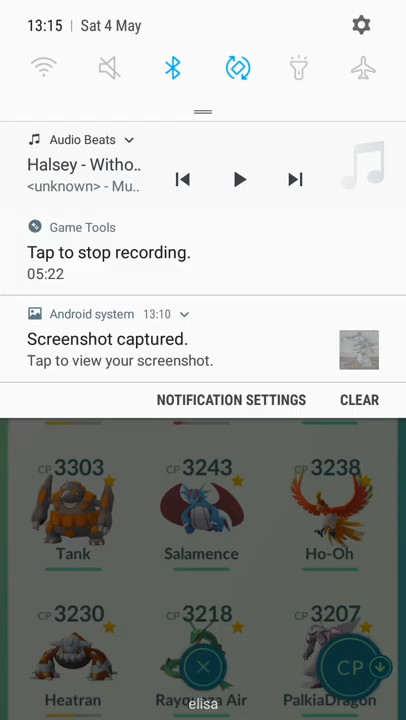 13:15 | Sat 4 May
Audio Beats
Halsey - Witho..
<unknown> - Mu..
Game Tools
Tap to stop recording.
05:22
Android system 13:10
Screenshot captured.
Tap to view your screenshot.
NOTIFICATION SETTINGS CLEAR
CP 3303 CP 3243 CP 3238
Tank Salamence Ho-Oh
CP 3230 CP 3218 CP 3207
CP
Heatran Rayquaza Air PalkiaDragon
elisa